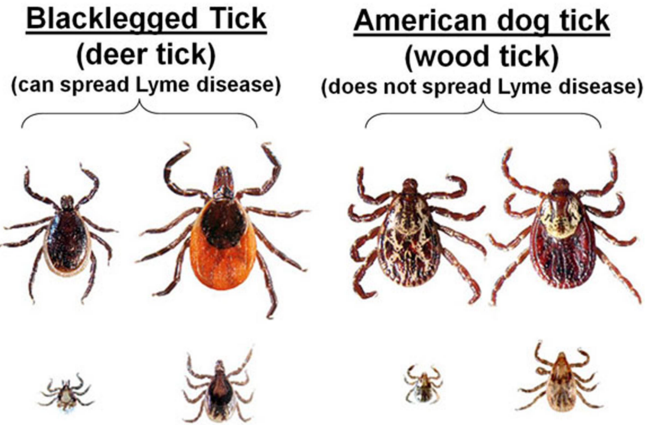 Blacklegged Tick
(deer tick)
(can spread Lyme disease)
American dog tick
(wood tick)
(does not spread Lyme disease)